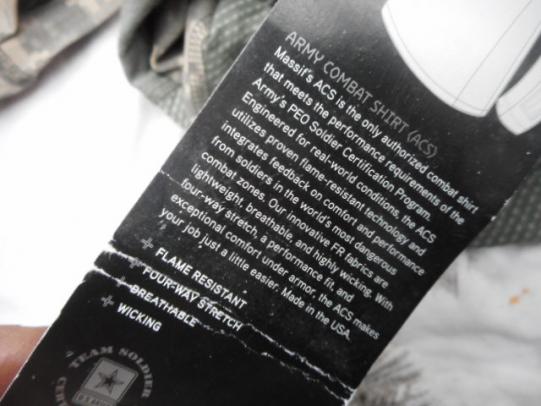 ARMY COMBAT SHIRT (ACS)
Massif's ACS is the only authorized combat shirt
that meets the performance requirements of the
Army's PEO Soldier Certification Program.
Engineered for real-world conditions, the ACS
utilizes proven flame-resistant technology and
integrates feedback on comfort and performance
from soldiers in the world's most dangerous
combat zones. Our innovative FR fabrics are
lightweight, breathable, and highly wicking. With
four-way stretch, a performance fit, and
exceptional comfort under armor, the ACS makes
your job just a little easier. Made in the USA.
+ FLAME RESISTANT
+ FOUR-WAY STRETCH
+ BREATHABLE
+ WICKING
TEAM SOLDIER